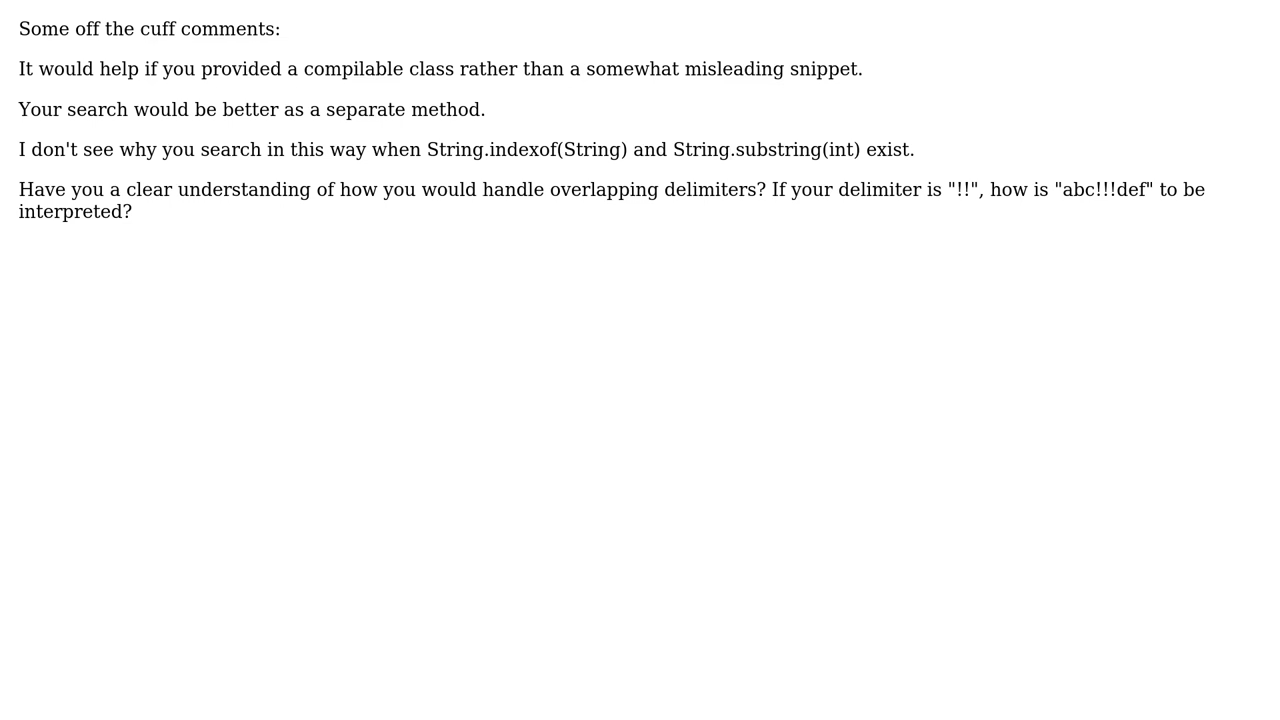 Some off the cuff comments:
It would help if you provided a compilable class rather than a somewhat misleading snippet.
Your search would be better as a separate method.
I don't see why you search in this way when String.indexof(String) and String.substring(int) exist.
Have you a clear understanding of how you would handle overlapping delimiters? If your delimiter is "!!", how is "abc!!!def" to be
interpreted?